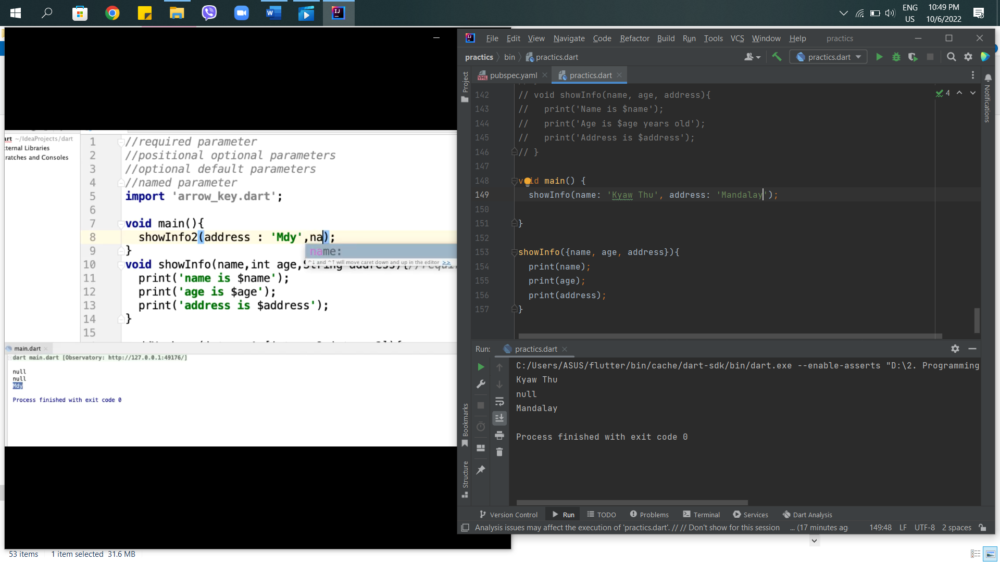 ENG
US
10:49 PM
10/6/2022
art ~/IdeaProjects/dart
ternal Libraries
ratches and Consoles
1 //required parameter
2 //positional optional parameters
3 //optional default parameters
4 //named parameter
5 import 'arrow_key.dart';
6
7 void main(){
8 showInfo2(address : 'Mdy',na);
name:
^↓ and ^↑ will move caret down and up in the editor >>
9 }
10 void showInfo(name,int age,String address){//requi
11 print('name is $name');
12 print('age is $age');
13 print('address is $address');
14 }
15
main.dart
dart main.dart [Observatory: http://127.0.0.1:49176/]
null
null
Mdy
Process finished with exit code 0
File Edit View Navigate Code Refactor Build Run Tools VCS Window Help practics
practics bin practics.dart
practics.dart
Project
pubspec.yaml practics.dart
Notifications
4
142 // void showInfo(name, age, address){
143 // print('Name is $name');
144 // print('Age is $age years old');
145 // print('Address is $address');
146 // }
147
148 void main() {
149 showInfo(name: 'Kyaw Thu', address: 'Mandalay');
150
151 }
152
153 showInfo({name, age, address}){
154 print(name);
155 print(age);
156 print(address);
157 }
Run: practics.dart
C:/Users/ASUS/flutter/bin/cache/dart-sdk/bin/dart.exe --enable-asserts "D:\2. Programming
Kyaw Thu
null
Mandalay
Process finished with exit code 0
Bookmarks
Structure
Version Control Run TODO Problems Terminal Services Dart Analysis
Analysis issues may affect the execution of 'practics.dart'. // // Don't show for this session ... (17 minutes ag 149:48 LF UTF-8 2 spaces
53 items 1 item selected 31.6 MB